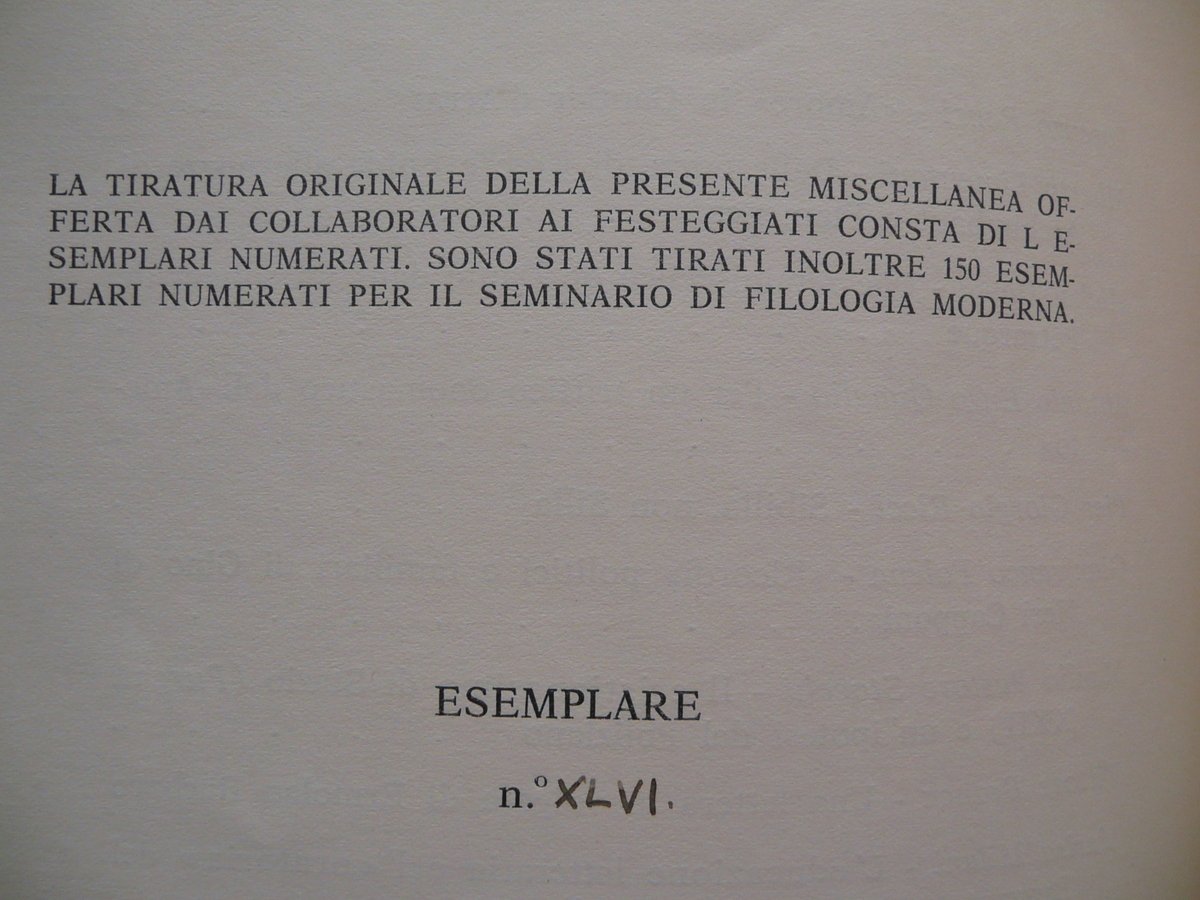 LA TIRATURA ORIGINALE DELLA PRESENTE MISCELLANEA OF-
FERTA DAI COLLABORATORI AI FESTEGGIATI CONSTA DI L E-
SEMPLARI NUMERATI. SONO STATI TIRATI INOLTRE 150 ESEM-
PLARI NUMERATI PER IL SEMINARIO DI FILOLOGIA MODERNA.
ESEMPLARE
n.º XLVI.